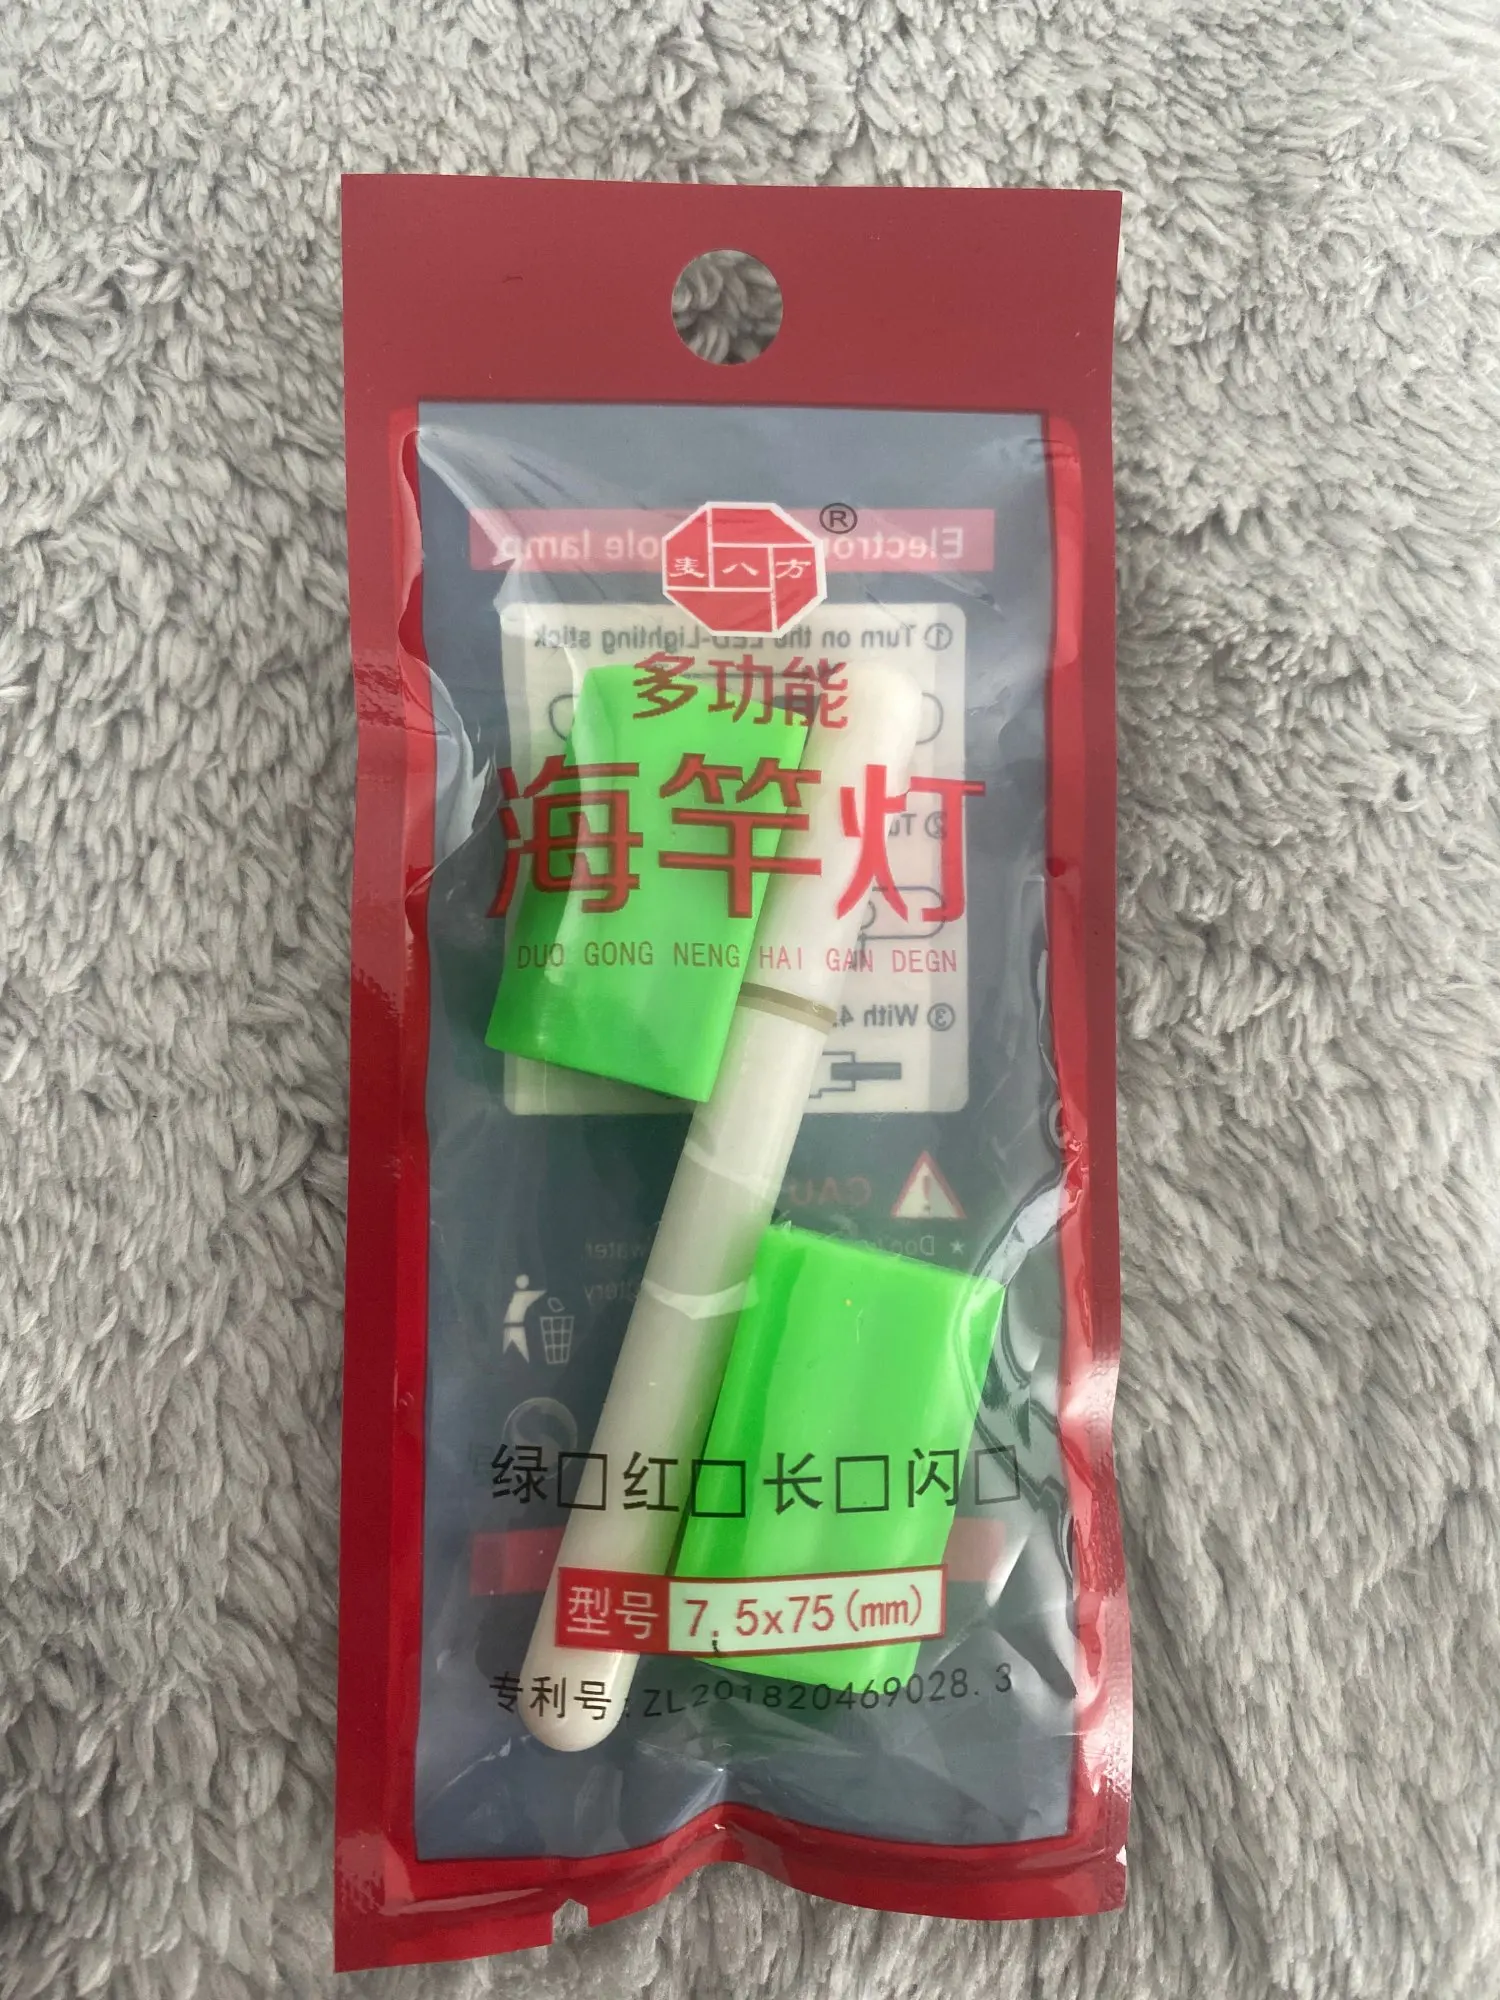 ®
麦八方
多功能
海竿灯
DUO GONG NENG HAI GAN DEGN
绿□ 红□ 长□ 闪□
型号 7.5x75(mm)
专利号:ZL201820469028.3
Electro ole lamp
① Turn on the LED-Lighting stick
②
③ With 4.
water